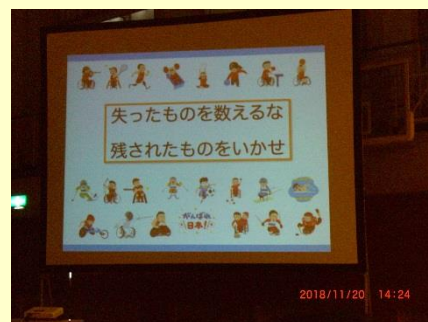 失ったものを数えるな
残されたものをいかせ
がんばれ
日本!
2018/11/20 14:24